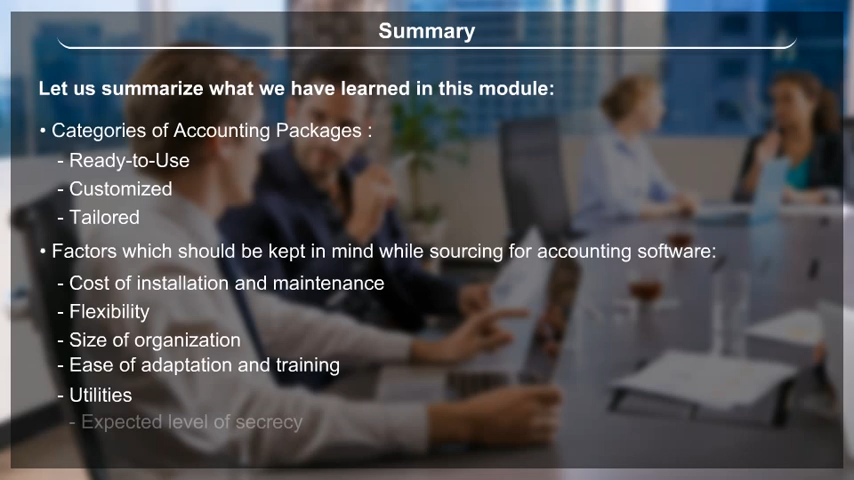 Summary
Let us summarize what we have learned in this module:
• Categories of Accounting Packages :
- Ready-to-Use
- Customized
- Tailored
• Factors which should be kept in mind while sourcing for accounting software:
- Cost of installation and maintenance
- Flexibility
- Size of organization
- Ease of adaptation and training
- Utilities
- Expected level of secrecy